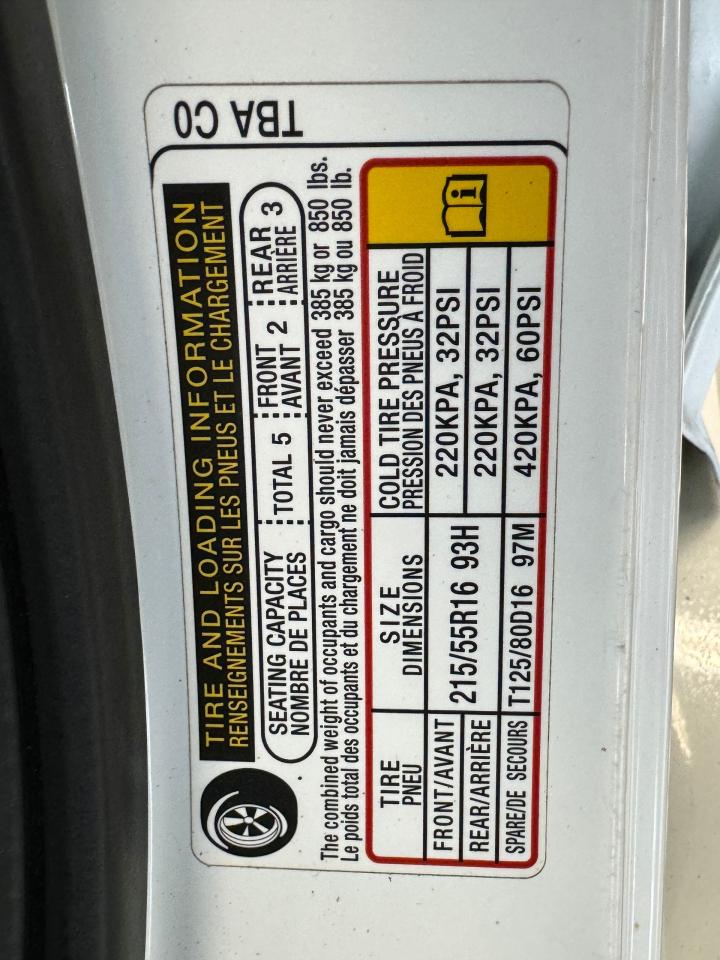 TBA C0
TIRE AND LOADING INFORMATION
RENSEIGNEMENTS SUR LES PNEUS ET LE CHARGEMENT
SEATING CAPACITY TOTAL 5 FRONT 2 REAR 3
NOMBRE DE PLACES AVANT ARRIÈRE
The combined weight of occupants and cargo should never exceed 385 kg or 850 lbs.
Le poids total des occupants et du chargement ne doit jamais dépasser 385 kg ou 850 lb.
TIRE SIZE COLD TIRE PRESSURE
PNEU DIMENSIONS PRESSION DES PNEUS À FROID
FRONT/AVANT 215/55R16 93H 220KPA, 32PSI
REAR/ARRIÈRE 220KPA, 32PSI
SPARE/DE SECOURS T125/80D16 97M 420KPA, 60PSI